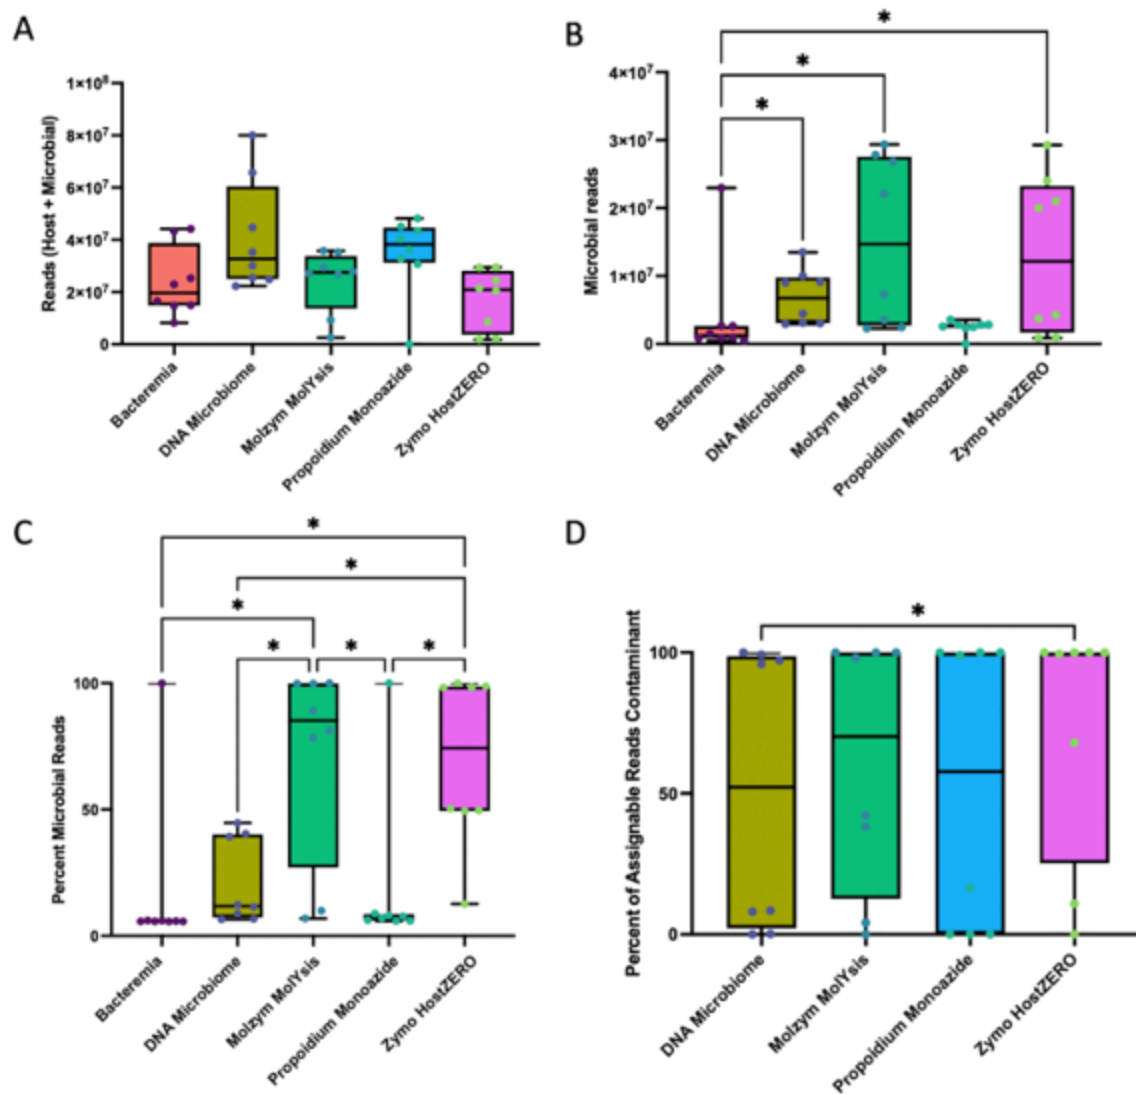 A
Reads (Host + Microbial)
1×10⁸
8×10⁷
6×10⁷
4×10⁷
2×10⁷
0
Bacteremia
DNA Microbiome
Molzym MolYsis
Propoidium Monoazide
Zymo HostZERO
B
Microbial reads
4×10⁷
3×10⁷
2×10⁷
1×10⁷
0
*
*
*
Bacteremia
DNA Microbiome
Molzym MolYsis
Propoidium Monoazide
Zymo HostZERO
C
Percent Microbial Reads
100
50
0
*
*
*
*
*
*
Bacteremia
DNA Microbiome
Molzym MolYsis
Propoidium Monoazide
Zymo HostZERO
D
Percent of Assignable Reads Contaminant
100
50
0
*
DNA Microbiome
Molzym MolYsis
Propoidium Monoazide
Zymo HostZERO